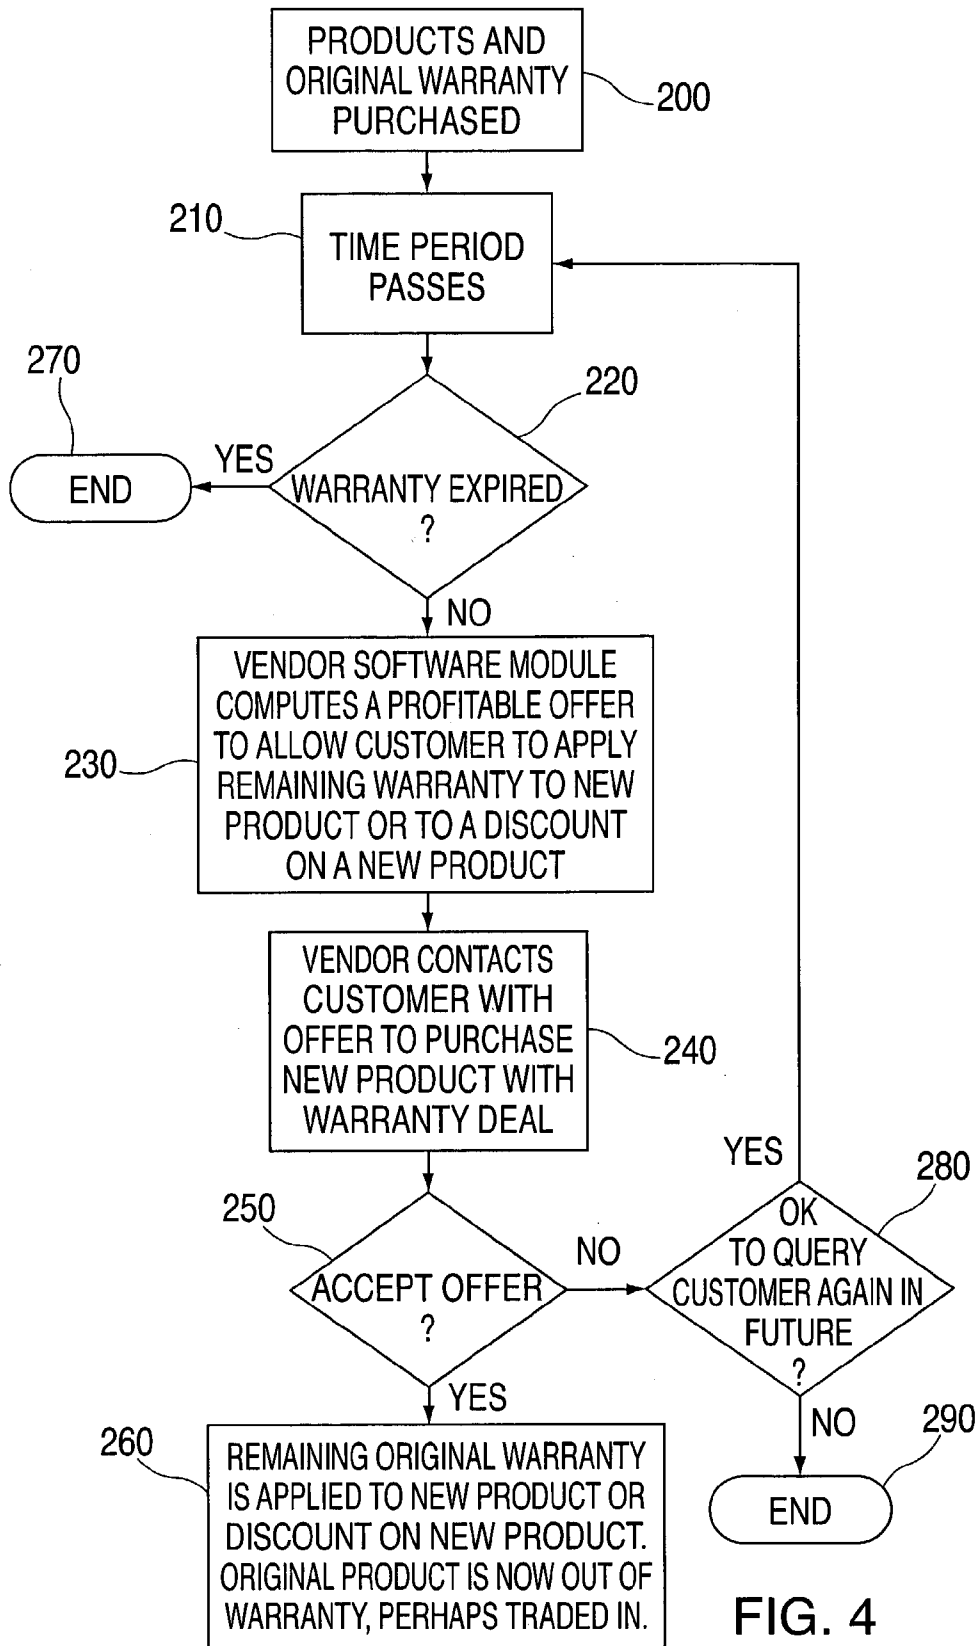 PRODUCTS AND
ORIGINAL WARRANTY
PURCHASED
200
210
TIME PERIOD
PASSES
270
END
YES
220
WARRANTY EXPIRED
?
NO
230
VENDOR SOFTWARE MODULE
COMPUTES A PROFITABLE OFFER
TO ALLOW CUSTOMER TO APPLY
REMAINING WARRANTY TO NEW
PRODUCT OR TO A DISCOUNT
ON A NEW PRODUCT
VENDOR CONTACTS
CUSTOMER WITH
OFFER TO PURCHASE
NEW PRODUCT WITH
WARRANTY DEAL
240
250
ACCEPT OFFER
?
NO
YES
280
OK
TO QUERY
CUSTOMER AGAIN IN
FUTURE
?
YES
NO
290
END
260
REMAINING ORIGINAL WARRANTY
IS APPLIED TO NEW PRODUCT OR
DISCOUNT ON NEW PRODUCT.
ORIGINAL PRODUCT IS NOW OUT OF
WARRANTY, PERHAPS TRADED IN.
FIG. 4